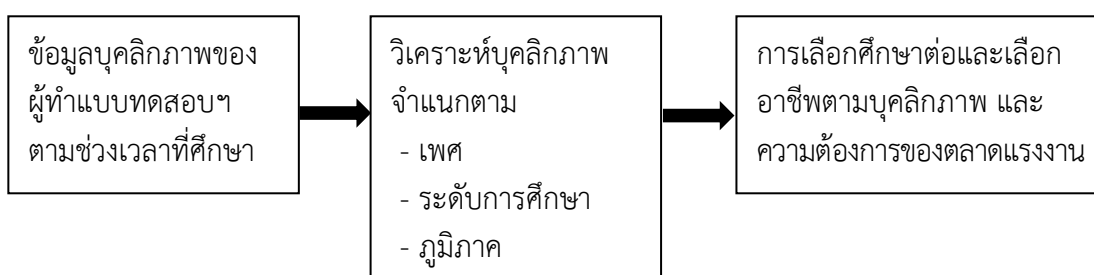 ข้อมูลบุคลิกภาพของ
ผู้ทำแบบทดสอบฯ
ตามช่วงเวลาที่ศึกษา
วิเคราะห์บุคลิกภาพ
จำแนกตาม
- เพศ
- ระดับการศึกษา
- ภูมิภาค
การเลือกศึกษาต่อและเลือก
อาชีพตามบุคลิกภาพ และ
ความต้องการของตลาดแรงงาน